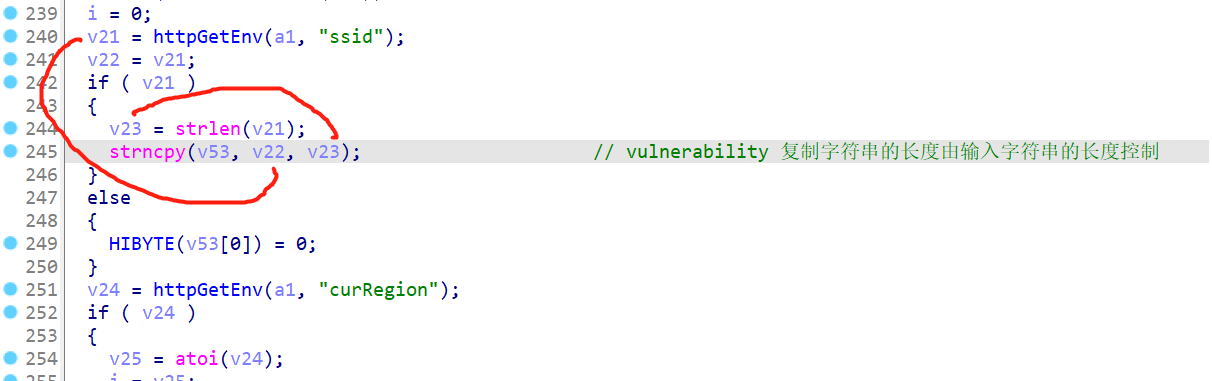 239 i = 0;
240 v21 = httpGetEnv(a1, "ssid");
241 v22 = v21;
242 if ( v21 )
243 {
244 v23 = strlen(v21);
245 strncpy(v53, v22, v23); // vulnerability 复制字符串的长度由输入字符串的长度控制
246 }
247 else
248 {
249 HIBYTE(v53[0]) = 0;
250 }
251 v24 = httpGetEnv(a1, "curRegion");
252 if ( v24 )
253 {
254 v25 = atoi(v24);
255 i = v25;